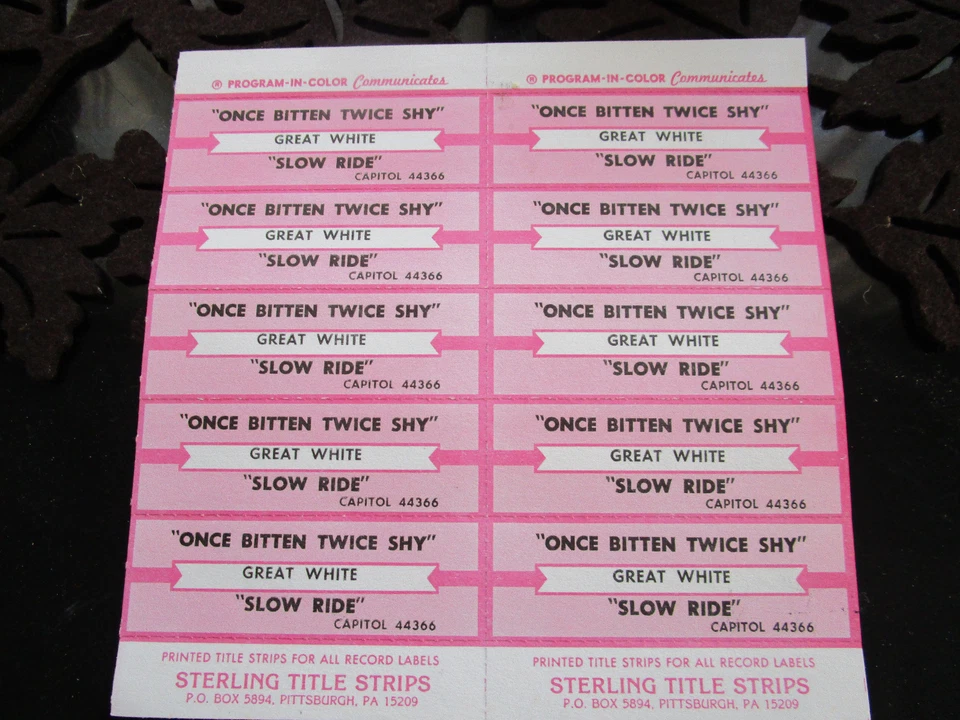 ® PROGRAM-IN-COLOR Communicates
® PROGRAM-IN-COLOR Communicates
"ONCE BITTEN TWICE SHY"
GREAT WHITE
"SLOW RIDE"
CAPITOL 44366
"ONCE BITTEN TWICE SHY"
GREAT WHITE
"SLOW RIDE"
CAPITOL 44366
"ONCE BITTEN TWICE SHY"
GREAT WHITE
"SLOW RIDE"
CAPITOL 44366
"ONCE BITTEN TWICE SHY"
GREAT WHITE
"SLOW RIDE"
CAPITOL 44366
"ONCE BITTEN TWICE SHY"
GREAT WHITE
"SLOW RIDE"
CAPITOL 44366
"ONCE BITTEN TWICE SHY"
GREAT WHITE
"SLOW RIDE"
CAPITOL 44366
"ONCE BITTEN TWICE SHY"
GREAT WHITE
"SLOW RIDE"
CAPITOL 44366
"ONCE BITTEN TWICE SHY"
GREAT WHITE
"SLOW RIDE"
CAPITOL 44366
"ONCE BITTEN TWICE SHY"
GREAT WHITE
"SLOW RIDE"
CAPITOL 44366
"ONCE BITTEN TWICE SHY"
GREAT WHITE
"SLOW RIDE"
CAPITOL 44366
PRINTED TITLE STRIPS FOR ALL RECORD LABELS
STERLING TITLE STRIPS
P.O. BOX 5894, PITTSBURGH, PA 15209
PRINTED TITLE STRIPS FOR ALL RECORD LABELS
STERLING TITLE STRIPS
P.O. BOX 5894, PITTSBURGH, PA 15209